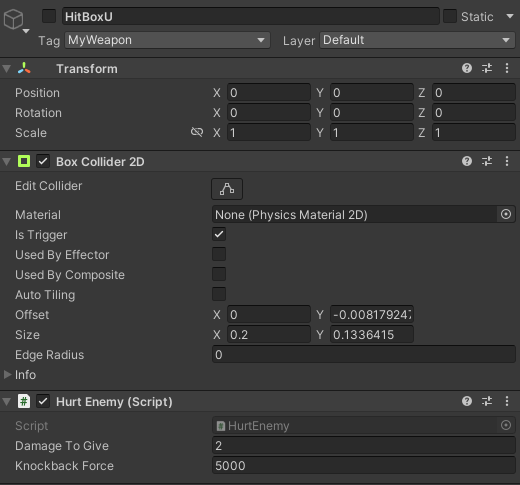 HitBoxU Static
Tag MyWeapon Layer Default
Transform
Position X 0 Y 0 Z 0
Rotation X 0 Y 0 Z 0
Scale X 1 Y 1 Z 1
Box Collider 2D
Edit Collider
Material None (Physics Material 2D)
Is Trigger
Used By Effector
Used By Composite
Auto Tiling
Offset X 0 Y -0.00817924
Size X 0.2 Y 0.1336415
Edge Radius 0
Info
Hurt Enemy (Script)
Script HurtEnemy
Damage To Give 2
Knockback Force 5000